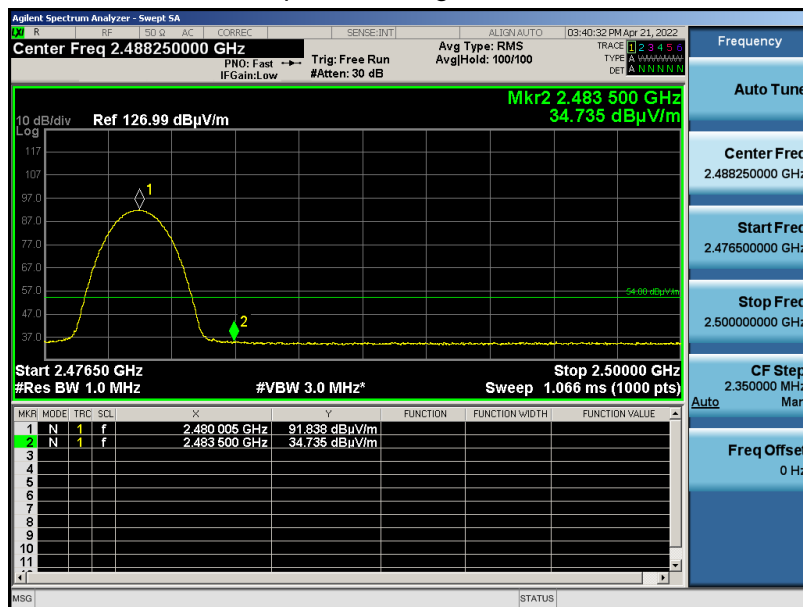 Agilent Spectrum Analyzer - Swept SA
LXI R RF 50 Ω AC CORREC SENSE:INT ALIGN AUTO 03:40:32 PM Apr 21, 2022
Center Freq 2.488250000 GHz
PNO: Fast
IFGain:Low
Trig: Free Run
#Atten: 30 dB
Avg Type: RMS
Avg|Hold: 100/100
TRACE 1 2 3 4 5 6
TYPE A
DET A N N N N N
Mkr2 2.483 500 GHz
34.735 dBµV/m
10 dB/div Ref 126.99 dBµV/m
Log
117
107
97.0
87.0
77.0
67.0
57.0
47.0
37.0
1
2
54.00 dBµV/m
Start 2.47650 GHz Stop 2.50000 GHz
#Res BW 1.0 MHz #VBW 3.0 MHz* Sweep 1.066 ms (1000 pts)
MKR MODE TRC SCL X Y FUNCTION FUNCTION WIDTH FUNCTION VALUE
1 N 1 f 2.480 005 GHz 91.838 dBµV/m
2 N 1 f 2.483 500 GHz 34.735 dBµV/m
3
4
5
6
7
8
9
10
11
MSG STATUS
Frequency
Auto Tune
Center Freq
2.488250000 GHz
Start Freq
2.476500000 GHz
Stop Freq
2.500000000 GHz
CF Step
2.350000 MHz
Auto Man
Freq Offset
0 Hz